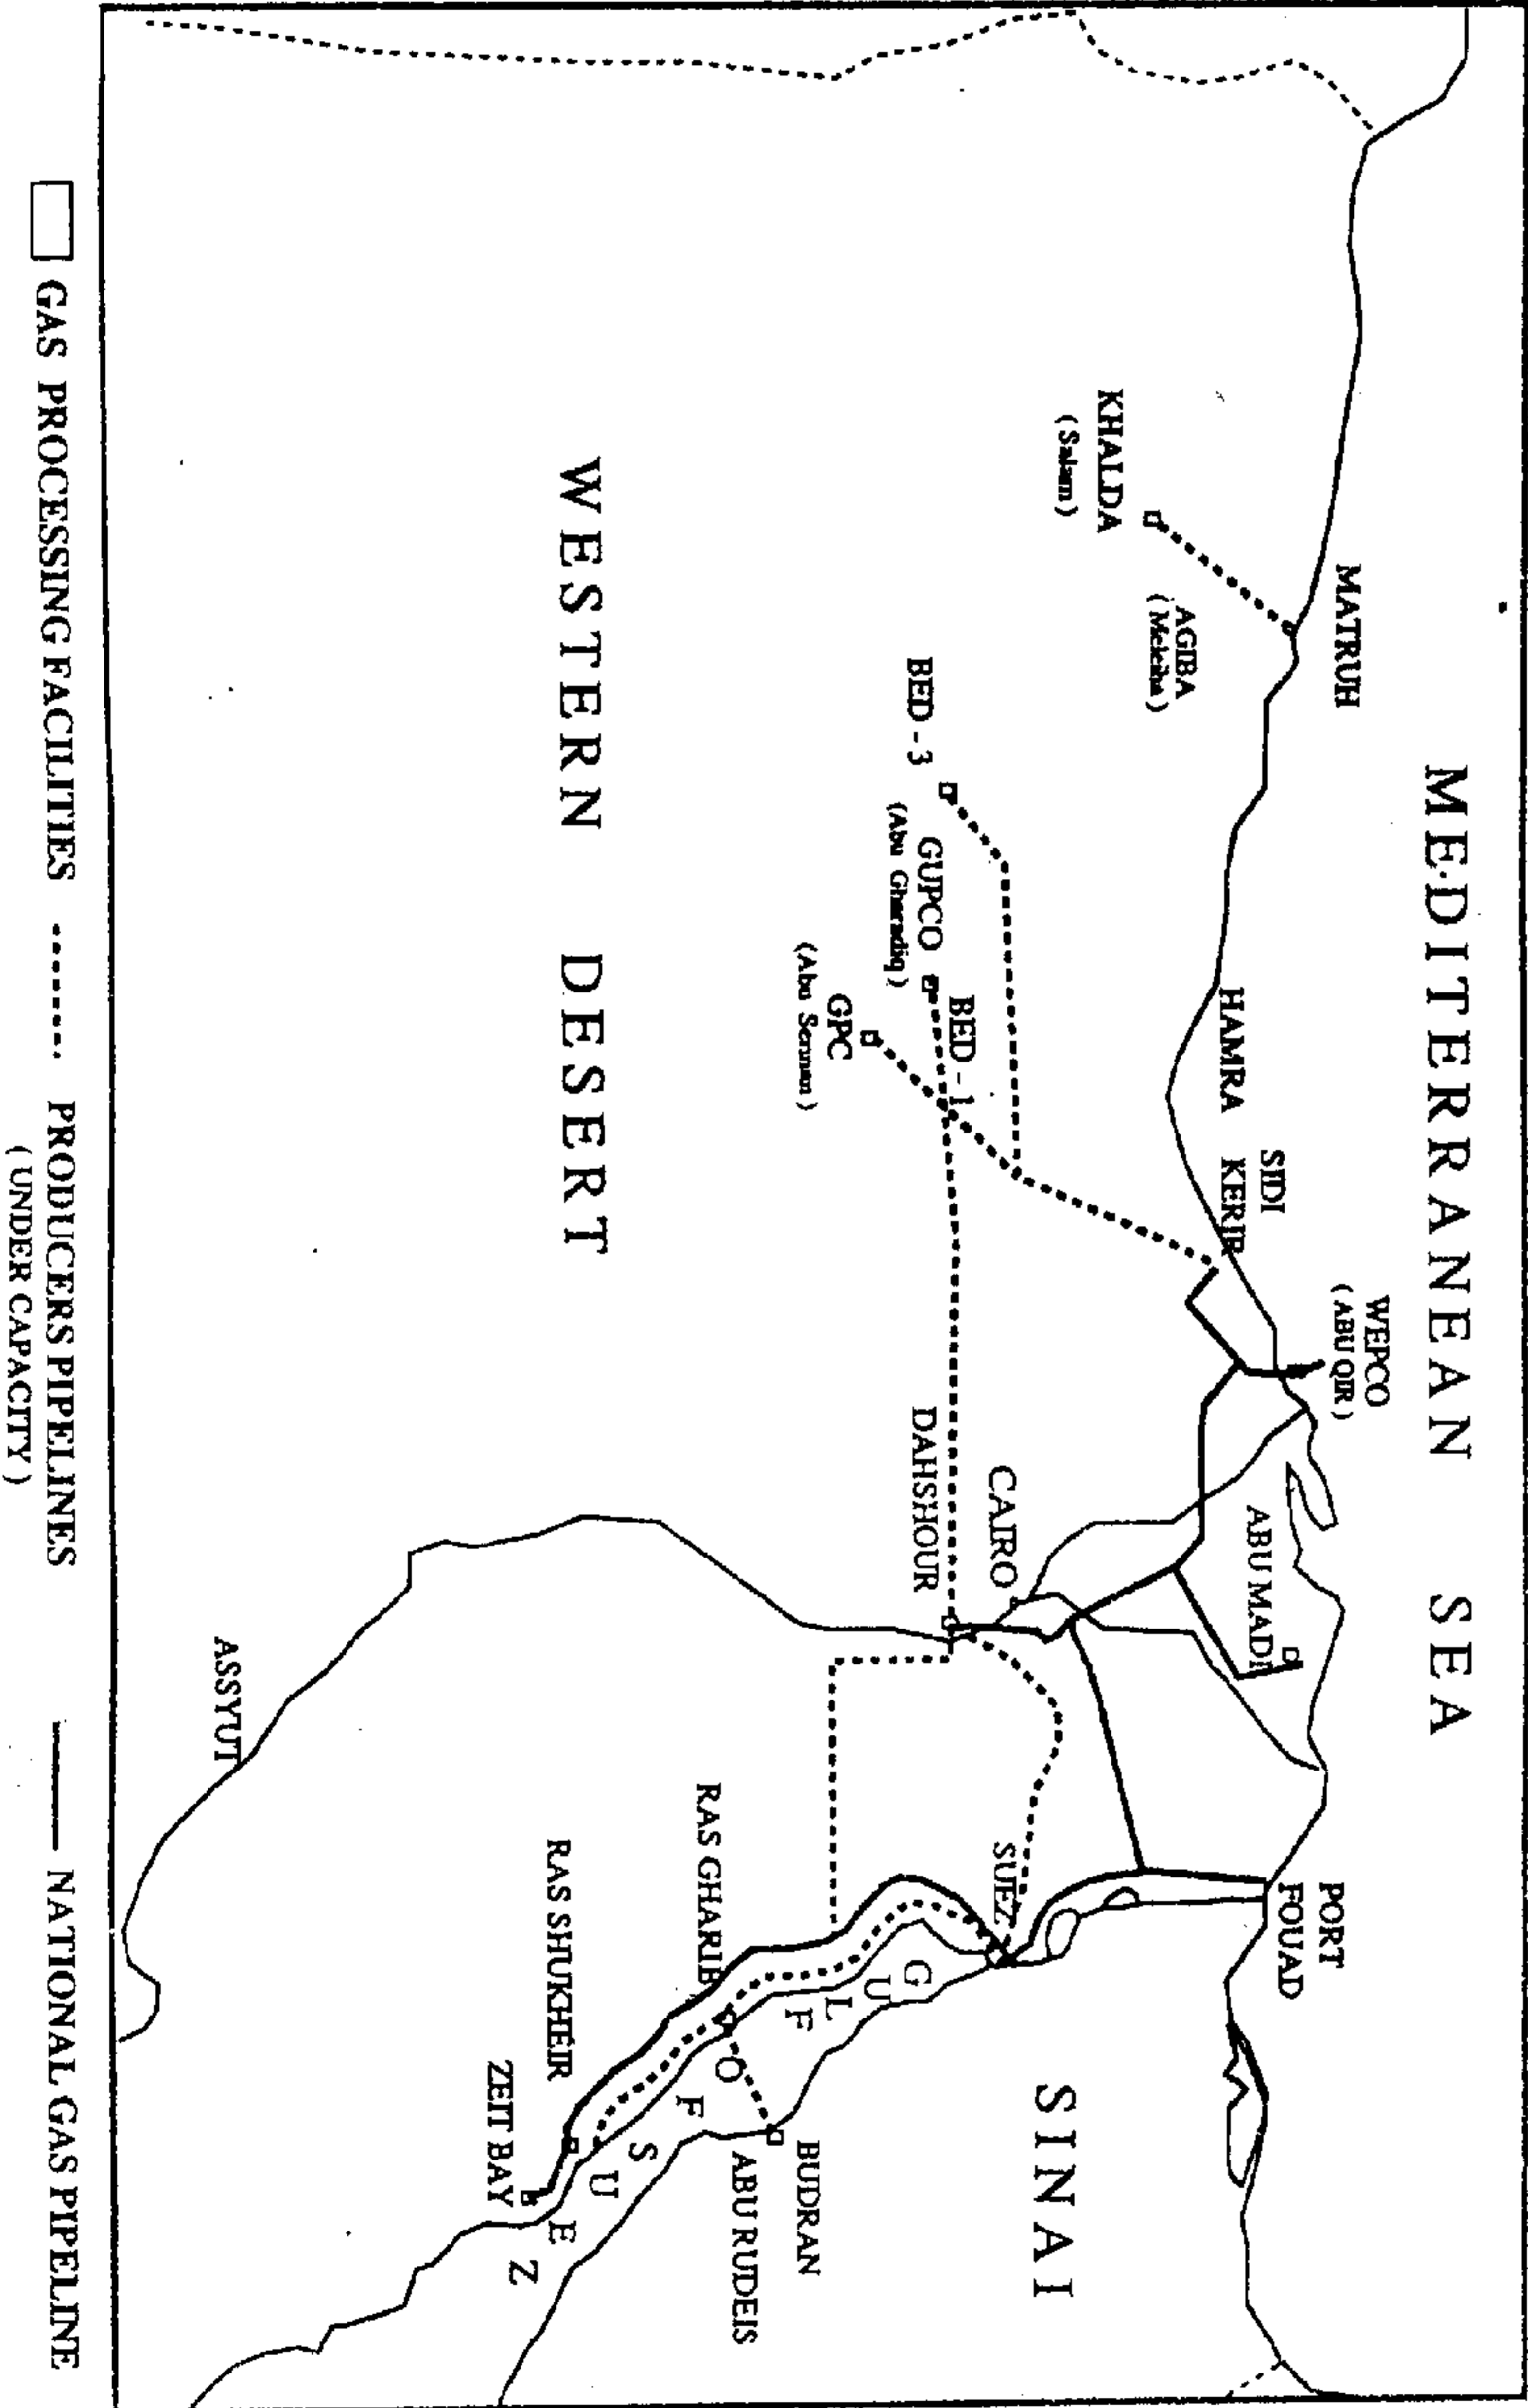 MEDITERRANEAN SEA
MATRUH
KHALDA
(Salam)
AGIBA
(Meleiha)
HAMRA
SIDI
KERIR
WEPCO
(ABU QIR)
ABU MADI
PORT
FOUAD
BED-3
GUPCO
(Abu Gharadiq)
BED-1
GPC
(Abu Sennan)
DAHSHOUR
CAIRO
SUEZ
SINAI
WESTERN DESERT
GULF OF SUEZ
RAS GHARIB
BUDRAN
ABU RUDEIS
RAS SHUKHEIR
ZEIT BAY
ASSYUT
GAS PROCESSING FACILITIES
PRODUCERS PIPELINES
(UNDER CAPACITY)
NATIONAL GAS PIPELINE